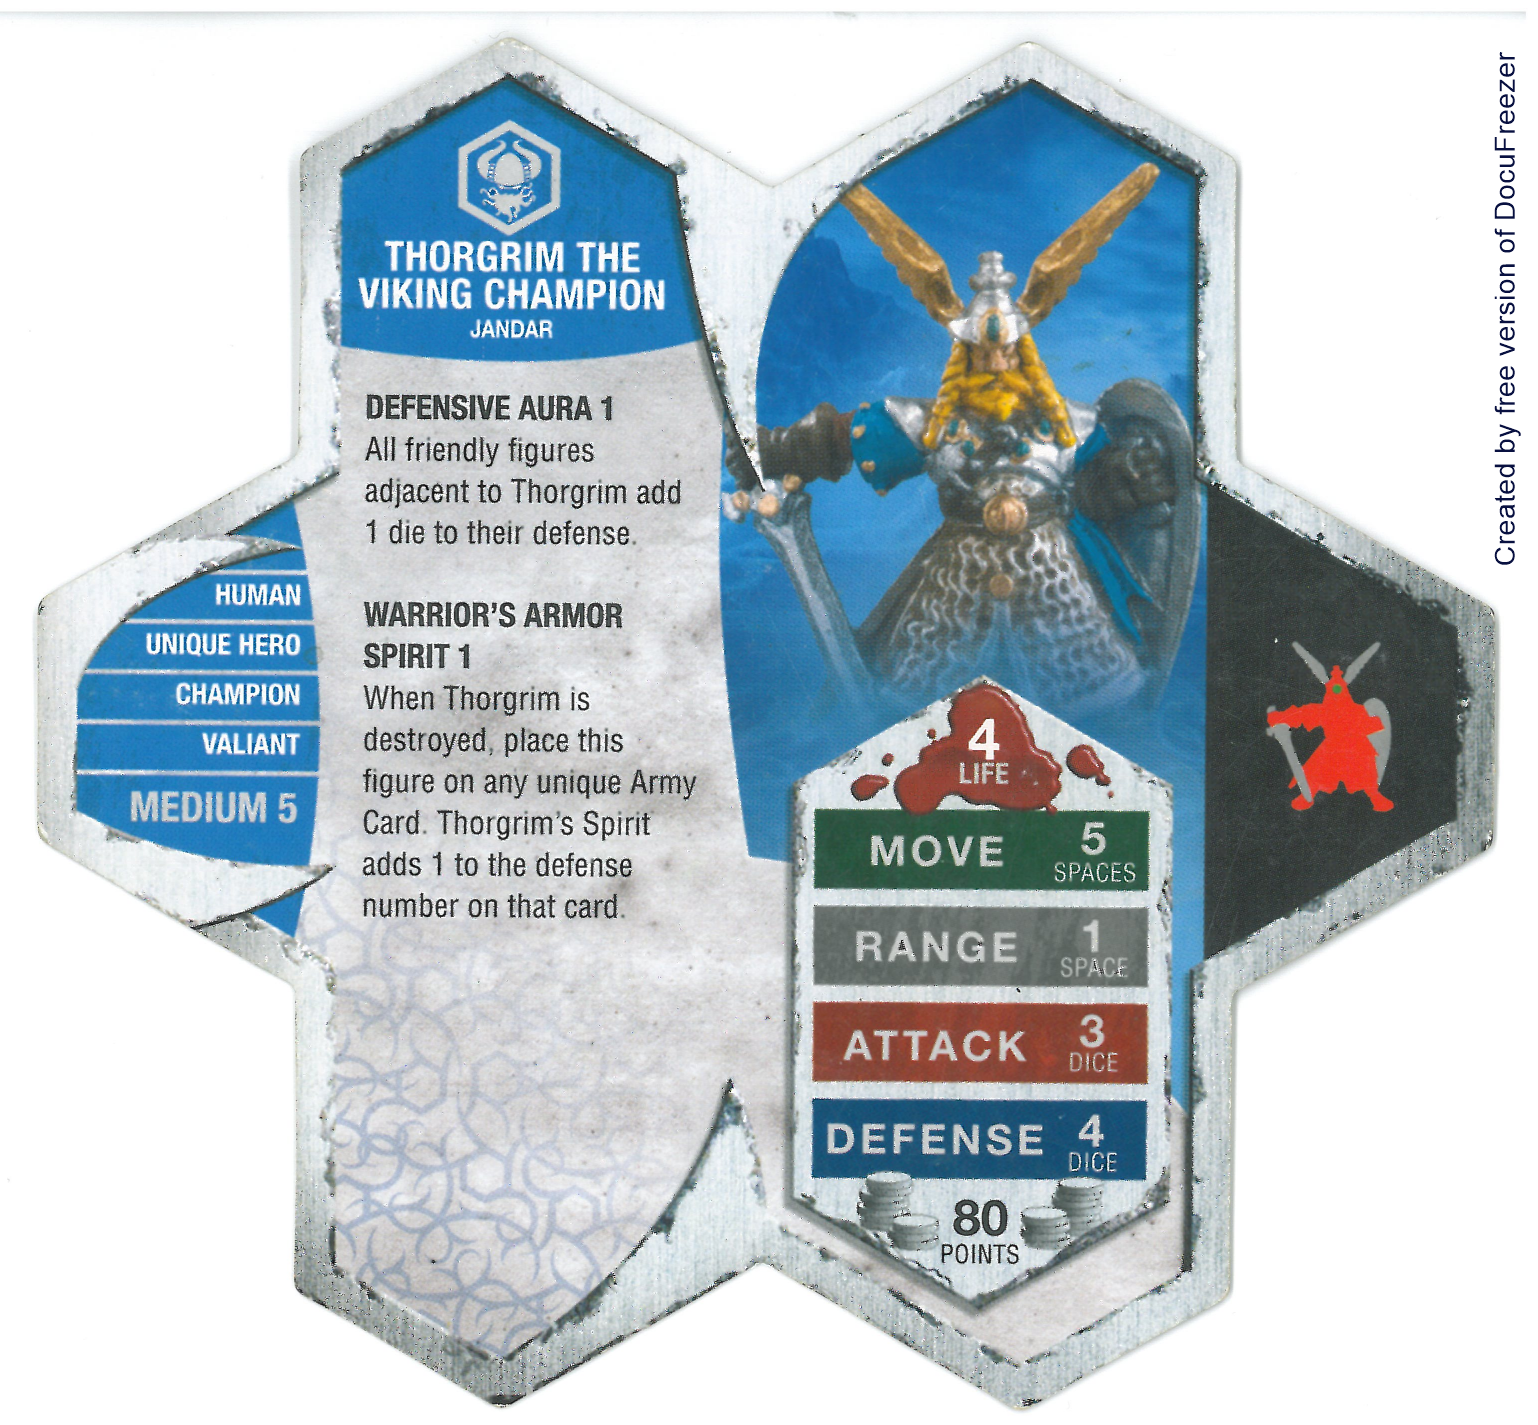 THORGRIM THE
VIKING CHAMPION
JANDAR
DEFENSIVE AURA 1
All friendly figures
adjacent to Thorgrim add
1 die to their defense.
WARRIOR'S ARMOR
SPIRIT 1
When Thorgrim is
destroyed, place this
figure on any unique Army
Card. Thorgrim's Spirit
adds 1 to the defense
number on that card.
HUMAN
UNIQUE HERO
CHAMPION
VALIANT
MEDIUM 5
4
LIFE
MOVE 5
SPACES
RANGE 1
SPACE
ATTACK 3
DICE
DEFENSE 4
DICE
80
POINTS
Created by free version of DocuFreezer